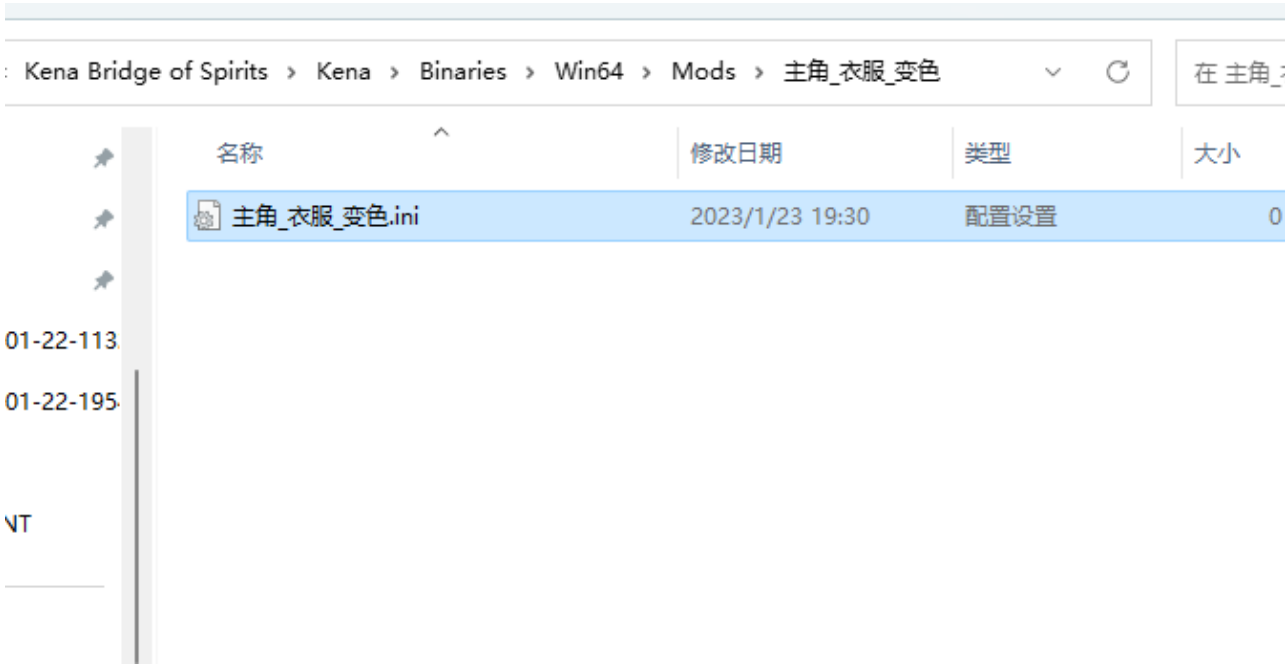 Kena Bridge of Spirits > Kena > Binaries > Win64 > Mods > 主角_衣服_变色
在 主角_
名称 修改日期 类型 大小
主角_衣服_变色.ini 2023/1/23 19:30 配置设置 0
01-22-113
01-22-195
NT